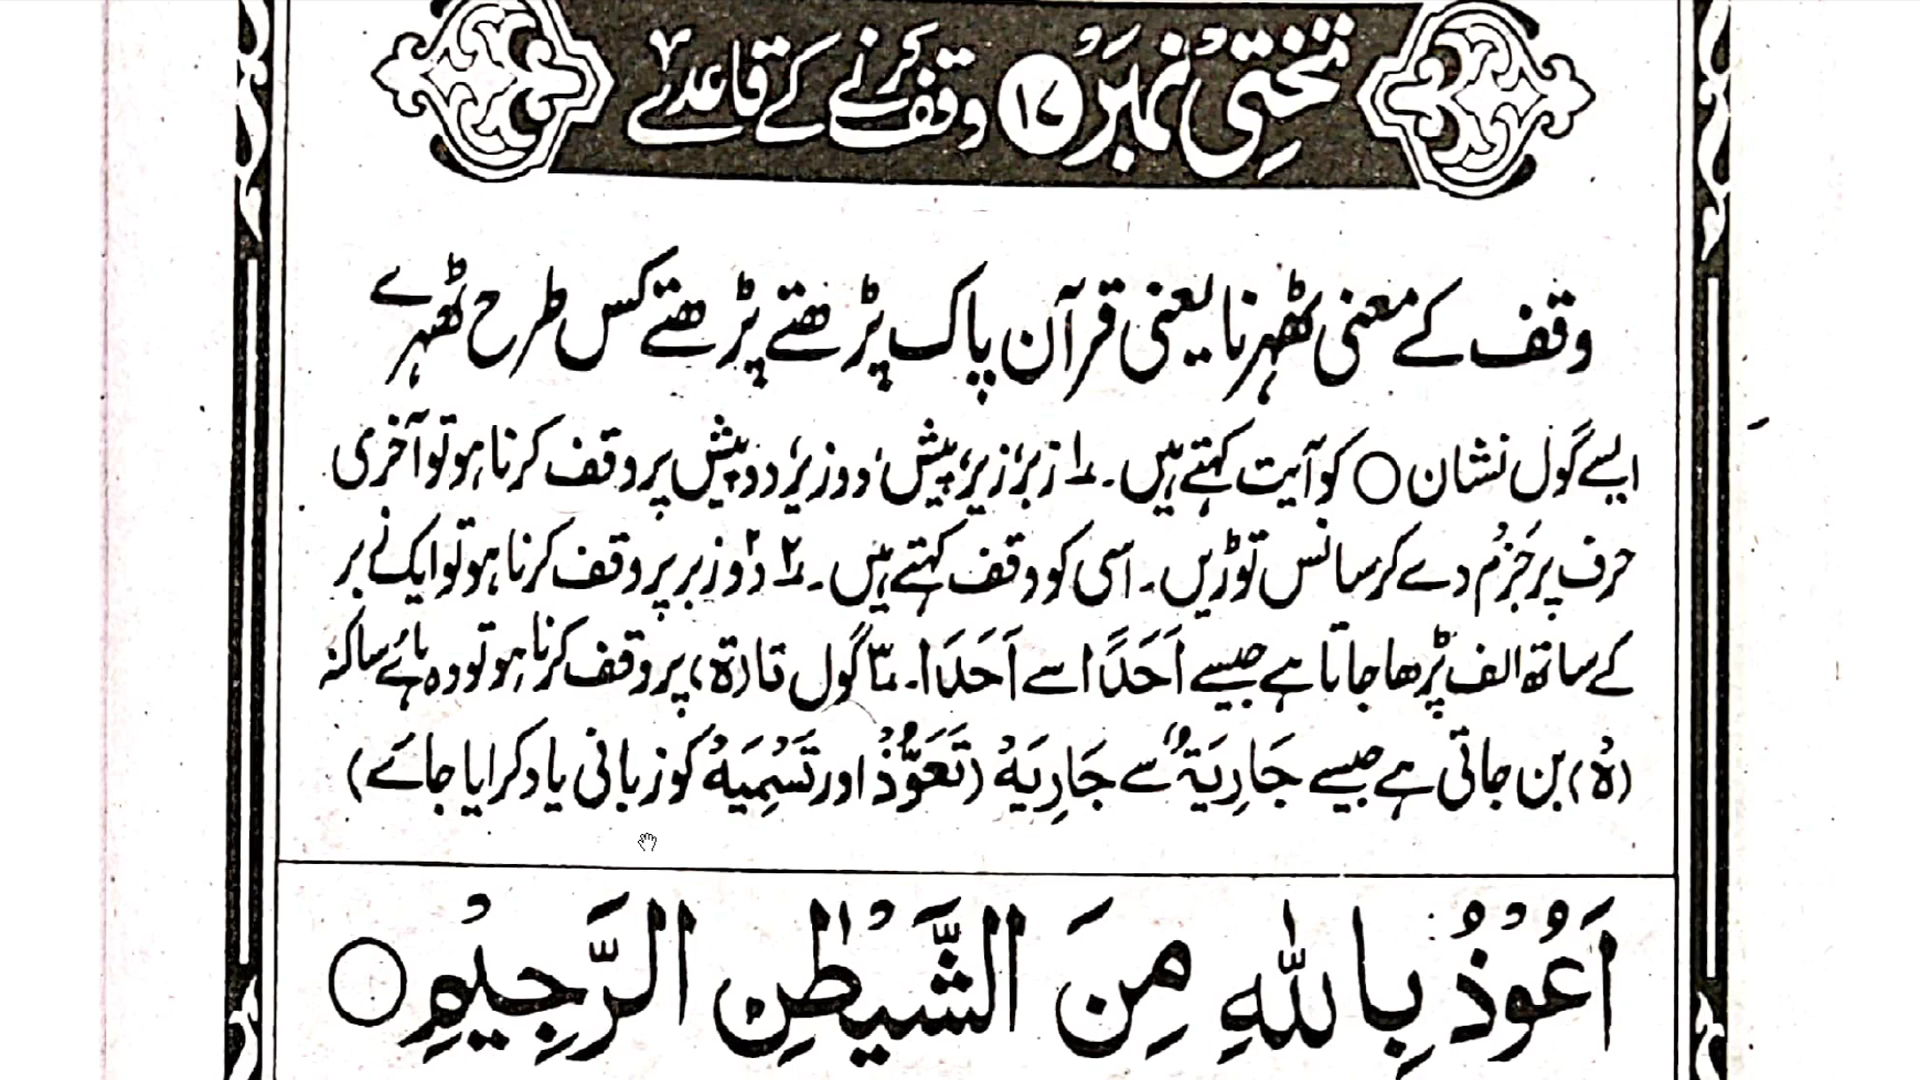 تختی نمبر ۱۷ وقف کرنے کے قاعدے
وقف کے معنی ٹھہرنا یعنی قرآن پاک پڑھتے پڑھتے کس طرح ٹھہرے
ایسے گول نشان ○ کو آیت کہتے ہیں۔ ۱؎ زبر، زیر، پیش، دو زیر، دو پیش پر وقف کرنا ہو تو آخری
حرف پر جَزْم دے کر سانس توڑیں۔ اسی کو وقف کہتے ہیں۔ ۲؎ دو زبر پر وقف کرنا ہو تو ایک زبر
کے ساتھ الف پڑھا جاتا ہے جیسے اَحَدًا سے اَحَدَا۔ ۳؎ گول تا (ۃ) پر وقف کرنا ہو تو وہ ہائے ساکنہ
(ہْ) بن جاتی ہے جیسے جَارِیَۃٌ سے جَارِیَہْ (تَعَوُّذْ اور تَسْمِیَہْ کو زبانی یاد کرایا جائے)
اَعُوْذُ بِاللّٰهِ مِنَ الشَّيْطٰنِ الرَّجِيْمِ ○